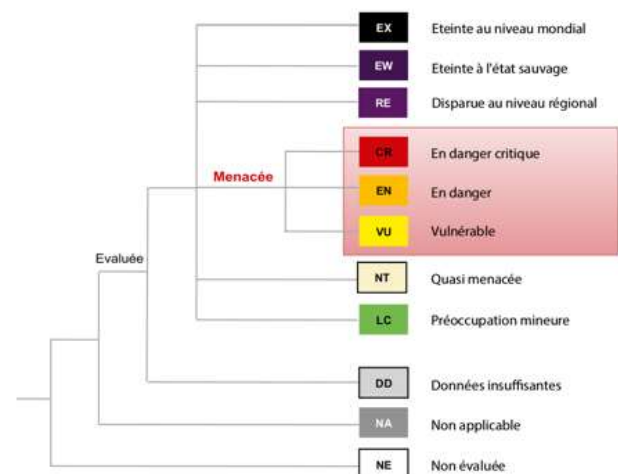 EX Eteinte au niveau mondial
EW Eteinte à l'état sauvage
RE Disparue au niveau régional
CR En danger critique
Menacée
EN En danger
VU Vulnérable
Evaluée
NT Quasi menacée
LC Préoccupation mineure
DD Données insuffisantes
NA Non applicable
NE Non évaluée